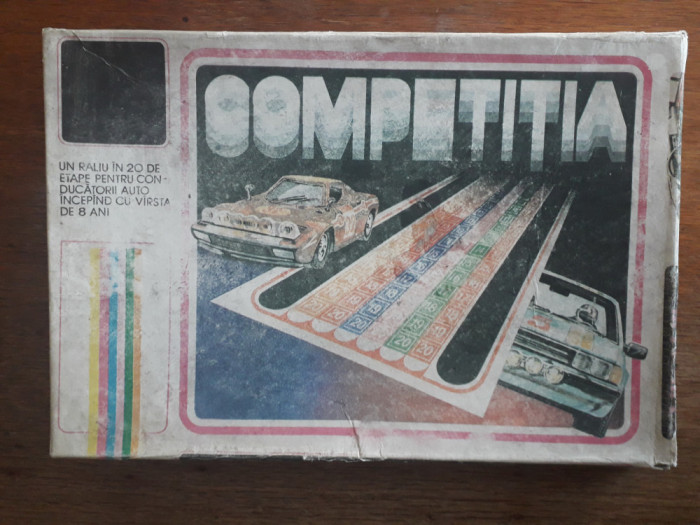 COMPETITIA
UN RALIU ÎN 20 DE
ETAPE PENTRU CON-
DUCĂTORII AUTO
ÎNCEPÎND CU VÎRSTA
DE 8 ANI